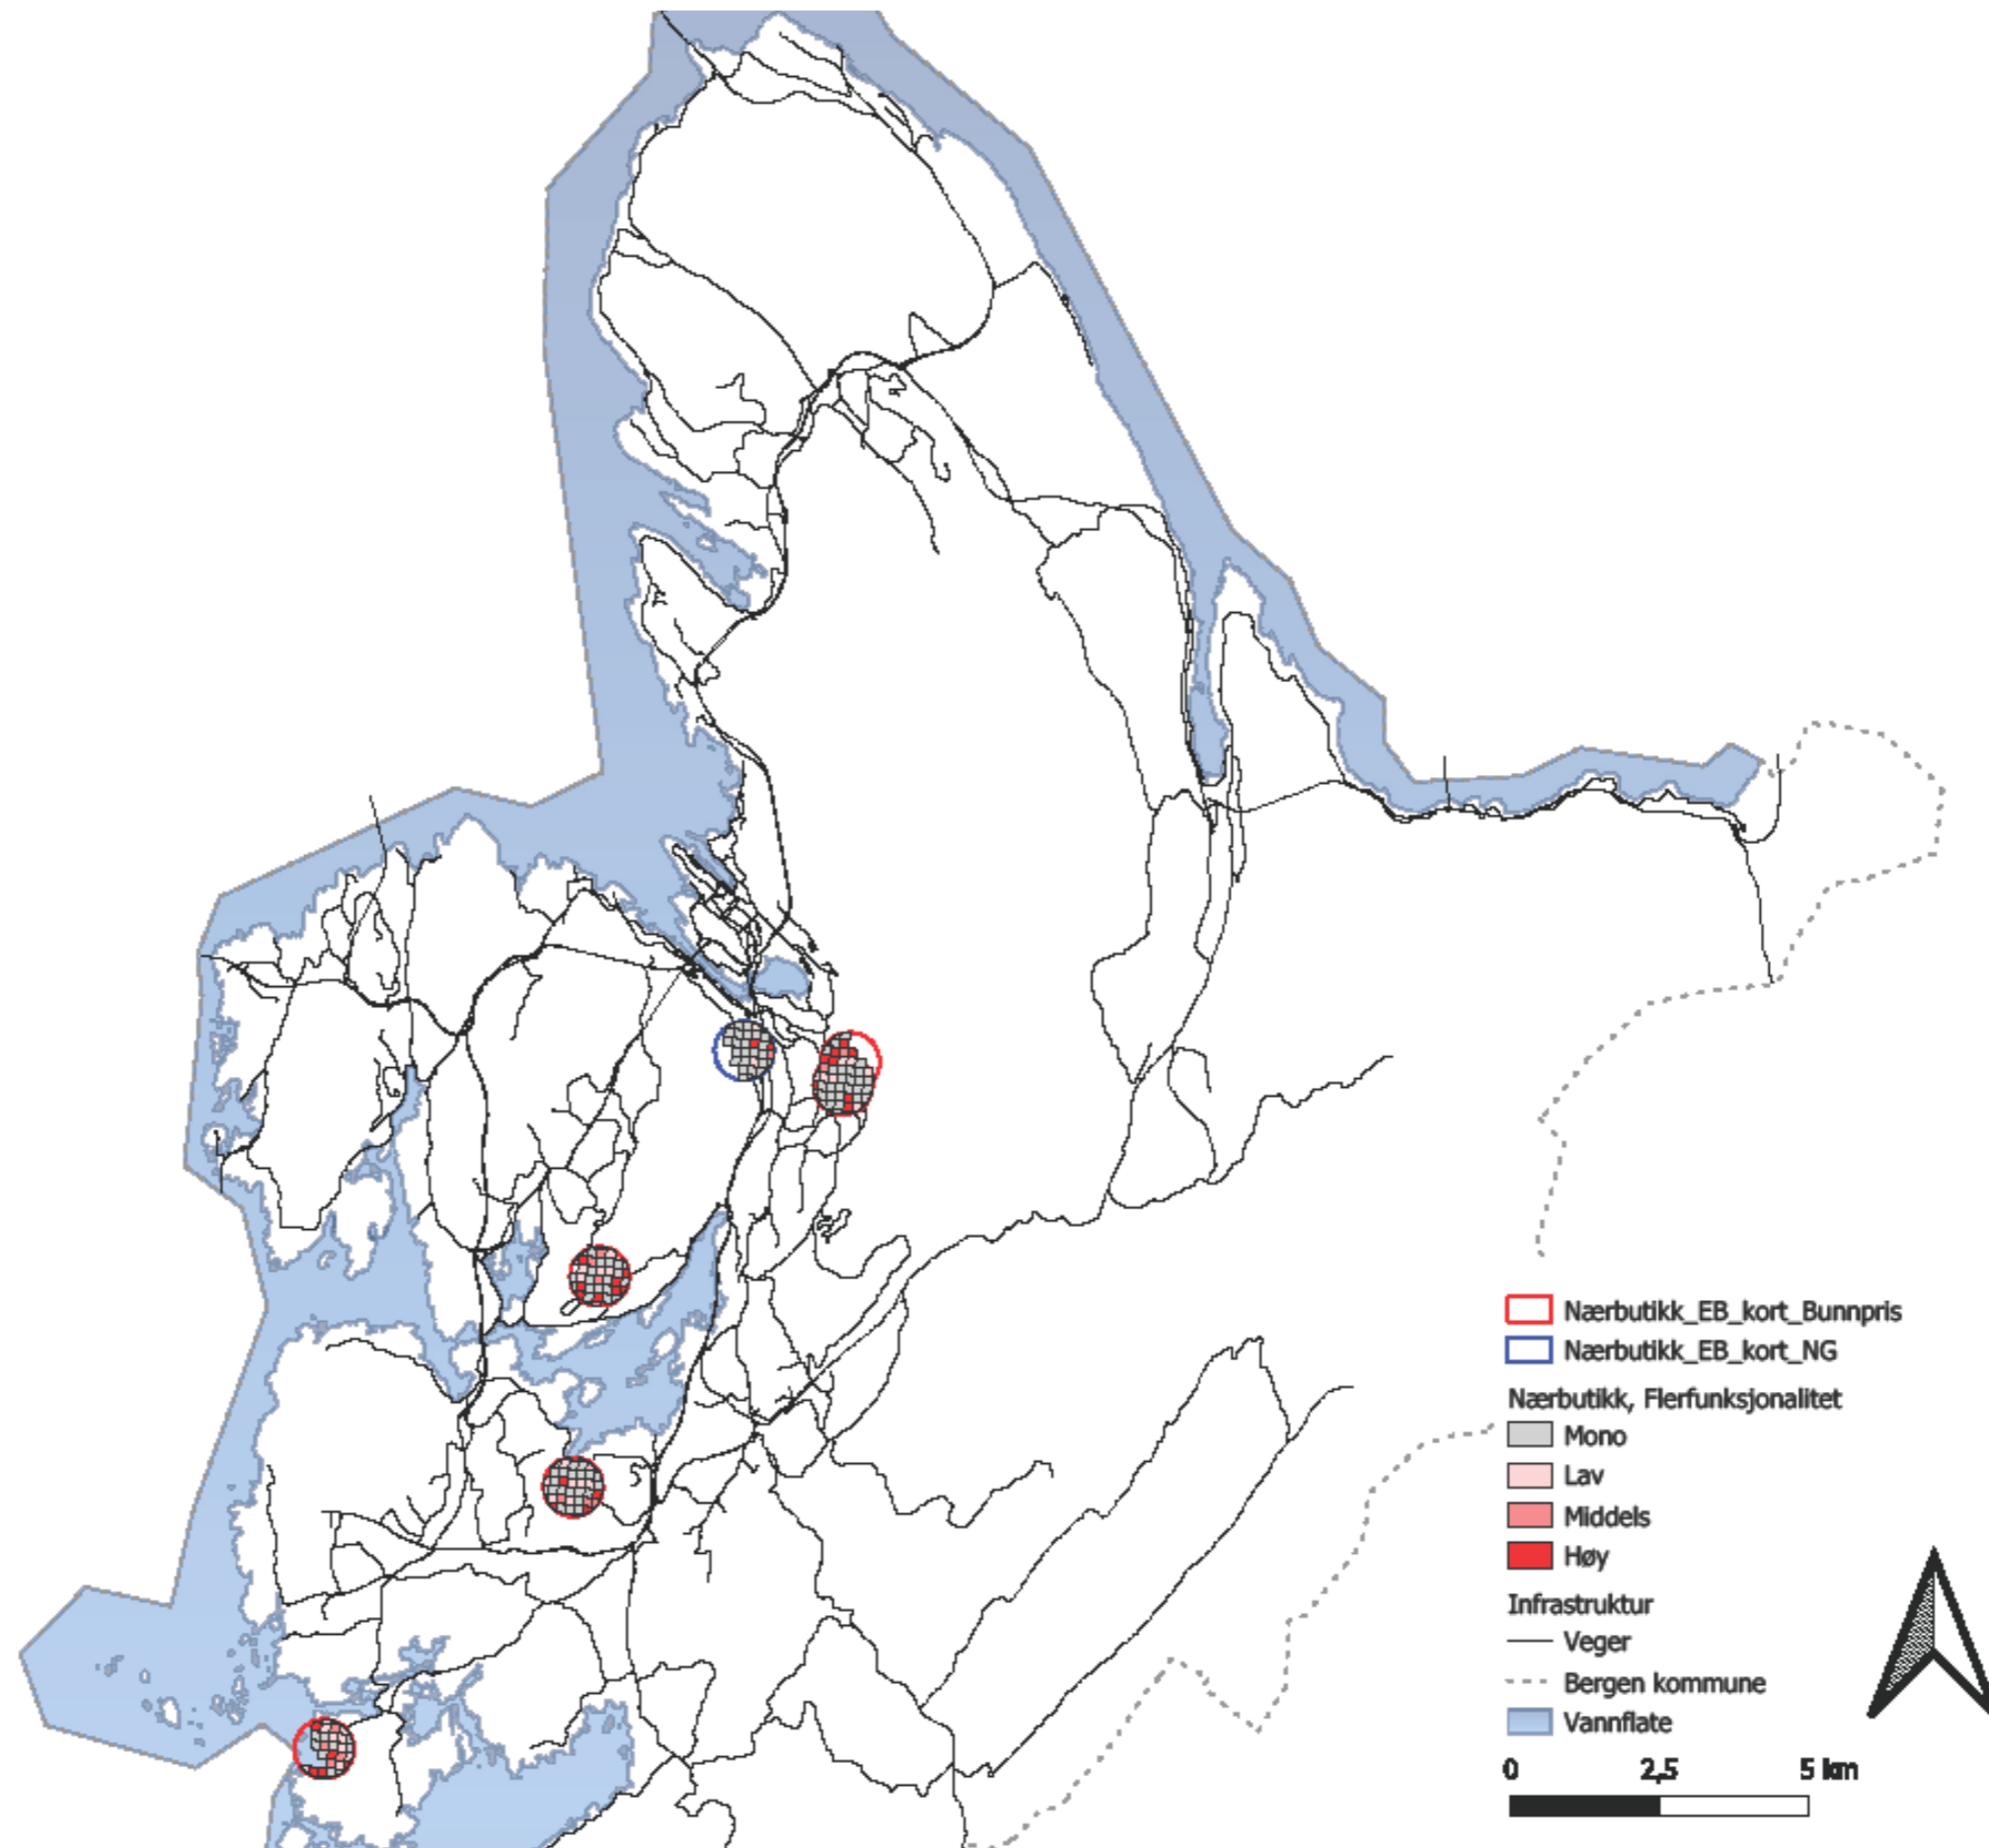 Nærbutikk_EB_kort_Bunnpris
Nærbutikk_EB_kort_NG
Nærbutikk, Flerfunksjonalitet
Mono
Lav
Middels
Høy
Infrastruktur
Veger
Bergen kommune
Vannflate
0 2,5 5 km